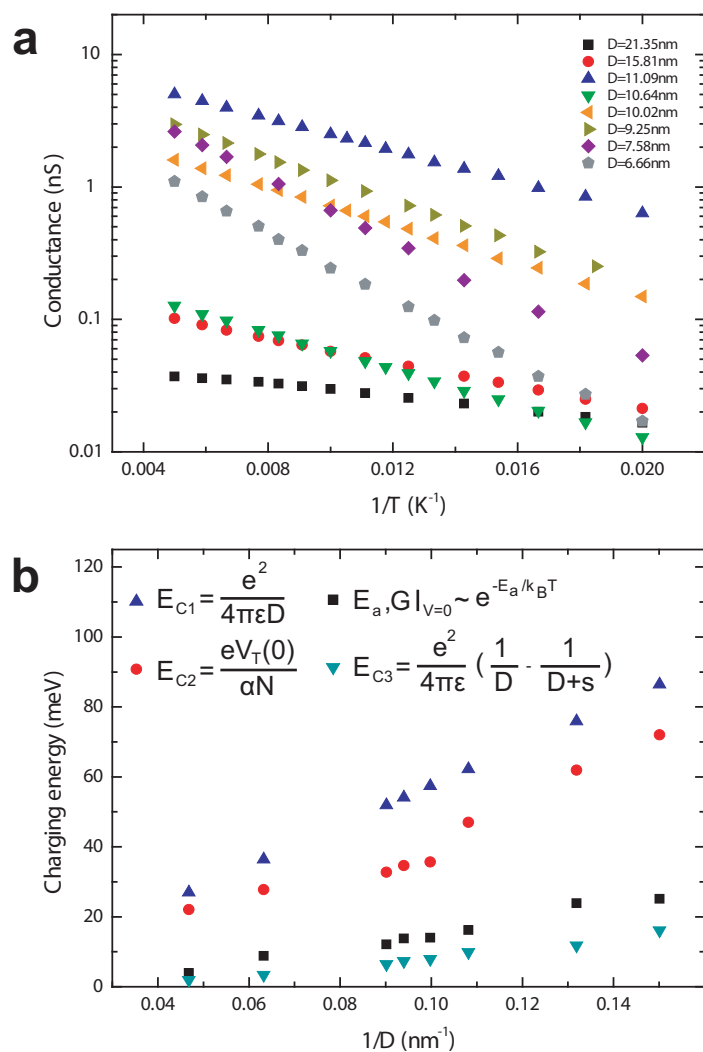 a
D=21.35nm
D=15.81nm
D=11.09nm
D=10.64nm
D=10.02nm
D=9.25nm
D=7.58nm
D=6.66nm
10
1
0.1
0.01
Conductance (nS)
0.004 0.008 0.012 0.016 0.020
1/T (K⁻¹)
b
E_C1 = e²/4πεD
E_a, G|_V=0 ~ e^-E_a/k_BT
E_C2 = eV_T(0)/αN
E_C3 = e²/4πε (1/D - 1/D+s)
120
100
80
60
40
20
0
Charging energy (meV)
0.04 0.06 0.08 0.10 0.12 0.14
1/D (nm⁻¹)